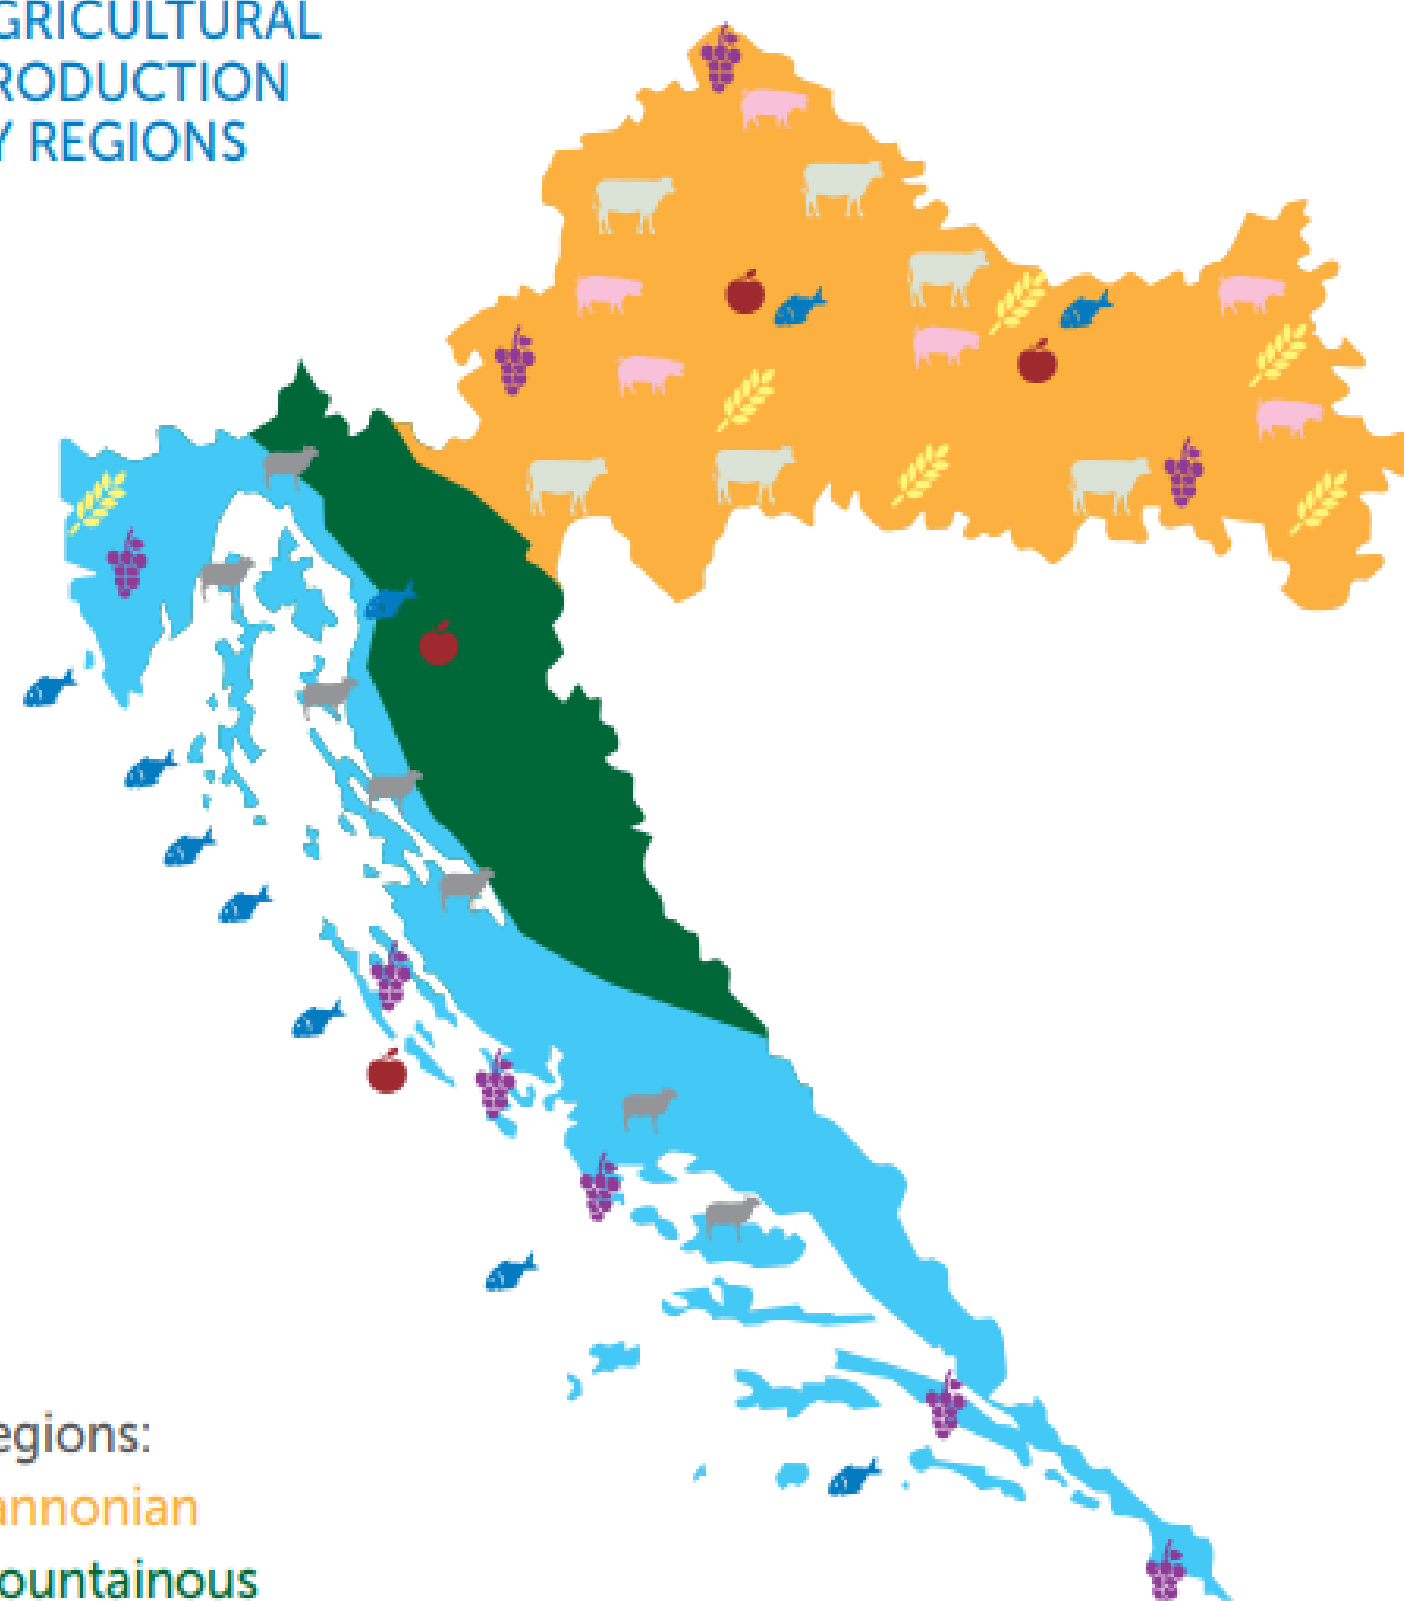 GRICULTURAL
RODUCTION
Y REGIONS
egions:
annonian
ountainous